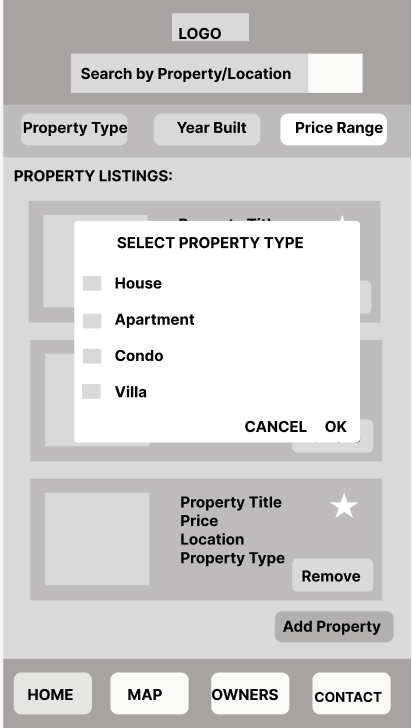 LOGO
Search by Property/Location
Property Type
Year Built
Price Range
PROPERTY LISTINGS:
SELECT PROPERTY TYPE
House
Apartment
Condo
Villa
CANCEL OK
Property Title
Price
Location
Property Type
Remove
Add Property
HOME
MAP
OWNERS
CONTACT